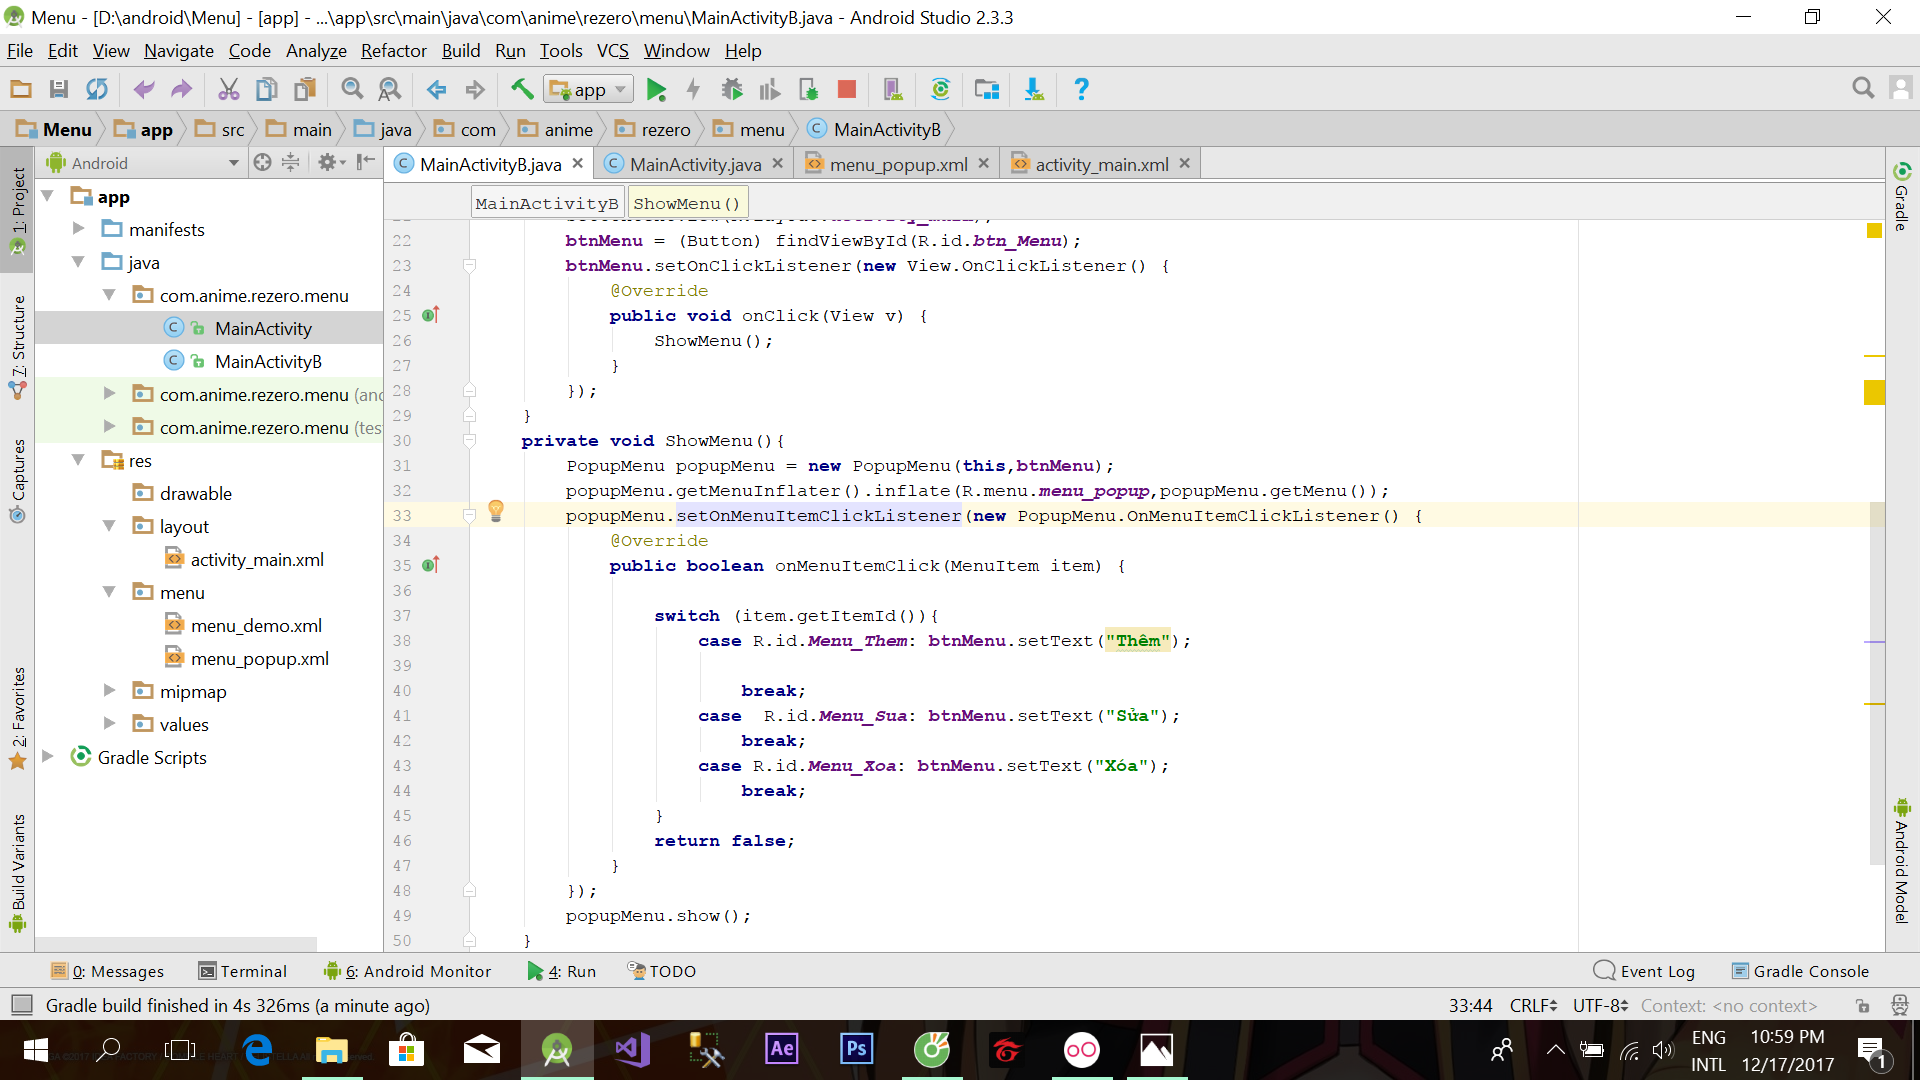 Menu - [D:\android\Menu] - [app] - ...\app\src\main\java\com\anime\rezero\menu\MainActivityB.java - Android Studio 2.3.3
File Edit View Navigate Code Analyze Refactor Build Run Tools VCS Window Help
app
Menu app src main java com anime rezero menu MainActivityB
Android
MainActivityB.java MainActivity.java menu_popup.xml activity_main.xml
MainActivityB ShowMenu()
1: Project
7: Structure
Captures
2: Favorites
Build Variants
app
manifests
java
com.anime.rezero.menu
MainActivity
MainActivityB
com.anime.rezero.menu (and
com.anime.rezero.menu (tes
res
drawable
layout
activity_main.xml
menu
menu_demo.xml
menu_popup.xml
mipmap
values
Gradle Scripts
22 btnMenu = (Button) findViewById(R.id.btn_Menu);
23 btnMenu.setOnClickListener(new View.OnClickListener() {
24 @Override
25 public void onClick(View v) {
26 ShowMenu();
27 }
28 });
29 }
30 private void ShowMenu(){
31 PopupMenu popupMenu = new PopupMenu(this,btnMenu);
32 popupMenu.getMenuInflater().inflate(R.menu.menu_popup,popupMenu.getMenu());
33 popupMenu.setOnMenuItemClickListener(new PopupMenu.OnMenuItemClickListener() {
34 @Override
35 public boolean onMenuItemClick(MenuItem item) {
36
37 switch (item.getItemId()){
38 case R.id.Menu_Them: btnMenu.setText("Thêm");
39
40 break;
41 case R.id.Menu_Sua: btnMenu.setText("Sửa");
42 break;
43 case R.id.Menu_Xoa: btnMenu.setText("Xóa");
44 break;
45 }
46 return false;
47 }
48 });
49 popupMenu.show();
50 }
Gradle
Android Model
0: Messages Terminal 6: Android Monitor 4: Run TODO Event Log Gradle Console
Gradle build finished in 4s 326ms (a minute ago) 33:44 CRLF UTF-8 Context: <no context>
Ae Ps
ENG 10:59 PM
INTL 12/17/2017 1